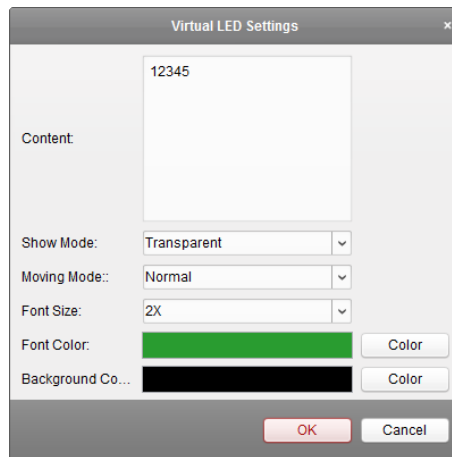 Virtual LED Settings ×
12345
Content:
Show Mode: Transparent
Moving Mode:: Normal
Font Size: 2X
Font Color: Color
Background Co... Color
OK Cancel